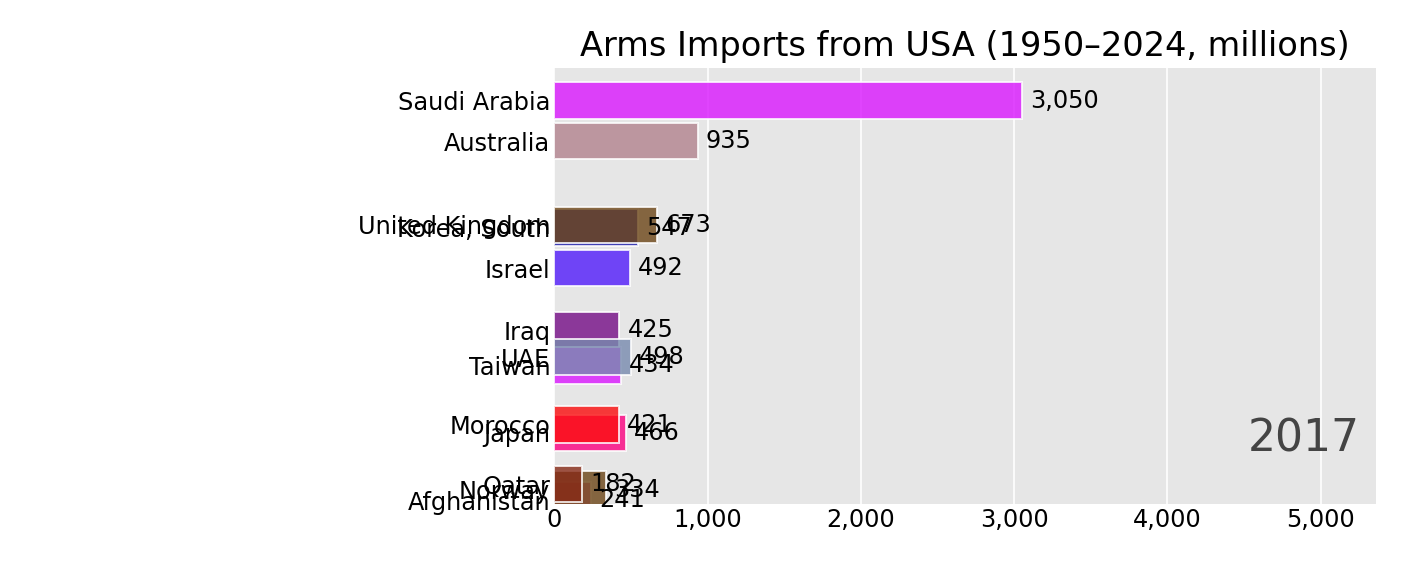 Arms Imports from USA (1950–2024, millions)
Saudi Arabia 3,050
Australia 935
United Kingdom 673
Korea, South 547
Israel 492
Iraq 425
UAE 498
Taiwan 434
Morocco 421
Japan 466
2017
Qatar 182
Norway 334
Afghanistan 241
0 1,000 2,000 3,000 4,000 5,000